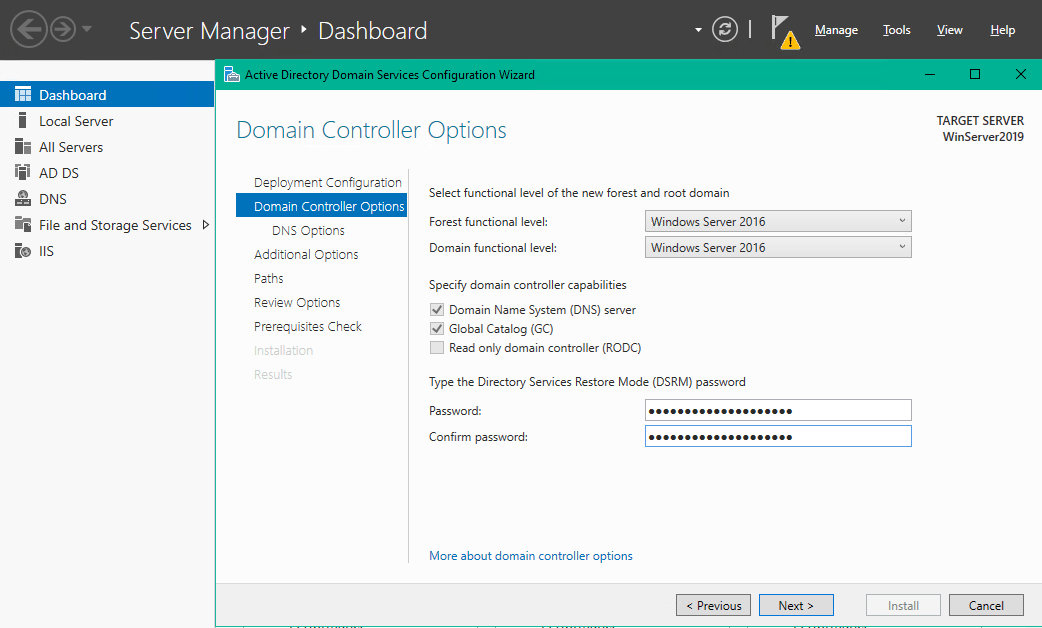 Server Manager ‣ Dashboard
Manage Tools View Help
Dashboard
Local Server
All Servers
AD DS
DNS
File and Storage Services
IIS
Active Directory Domain Services Configuration Wizard
Domain Controller Options
TARGET SERVER
WinServer2019
Deployment Configuration
Domain Controller Options
DNS Options
Additional Options
Paths
Review Options
Prerequisites Check
Installation
Results
Select functional level of the new forest and root domain
Forest functional level: Windows Server 2016
Domain functional level: Windows Server 2016
Specify domain controller capabilities
Domain Name System (DNS) server
Global Catalog (GC)
Read only domain controller (RODC)
Type the Directory Services Restore Mode (DSRM) password
Password: ●●●●●●●●●●●●●●●●●●●●
Confirm password: ●●●●●●●●●●●●●●●●●●●●
More about domain controller options
< Previous Next > Install Cancel